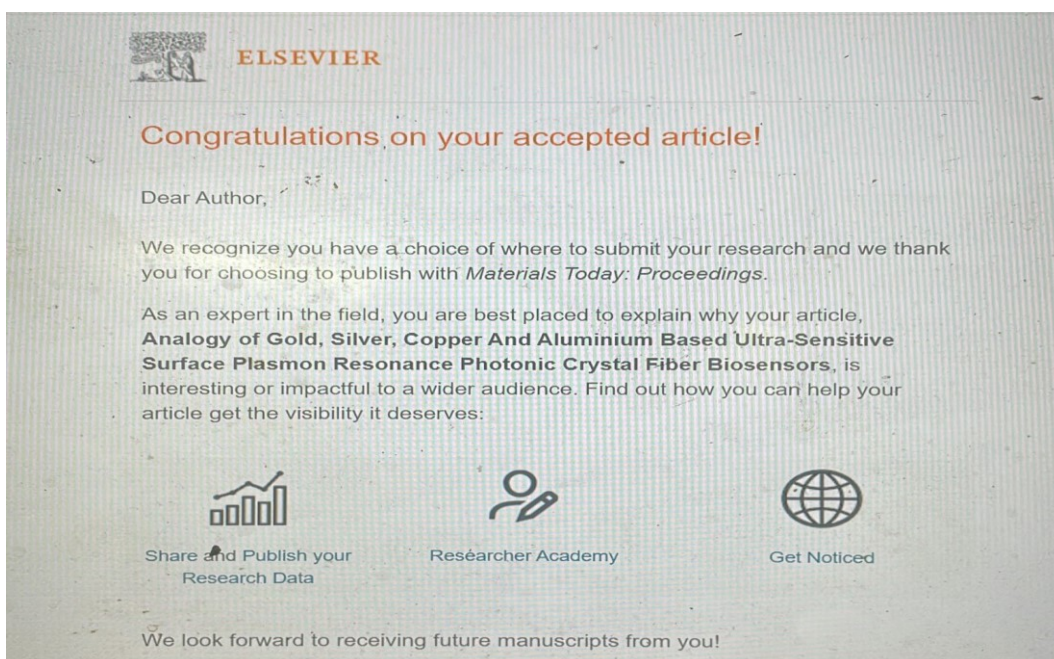 ELSEVIER
Congratulations on your accepted article!
Dear Author,
We recognize you have a choice of where to submit your research and we thank
you for choosing to publish with Materials Today: Proceedings.
As an expert in the field, you are best placed to explain why your article,
Analogy of Gold, Silver, Copper And Aluminium Based Ultra-Sensitive
Surface Plasmon Resonance Photonic Crystal Fiber Biosensors, is
interesting or impactful to a wider audience. Find out how you can help your
article get the visibility it deserves:
Share and Publish your
Research Data
Researcher Academy
Get Noticed
We look forward to receiving future manuscripts from you!